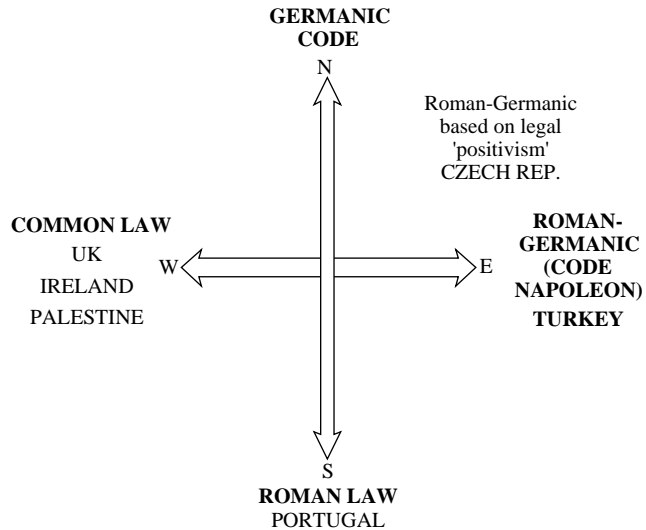 GERMANIC
CODE
N
Roman-Germanic
based on legal
'positivism'
CZECH REP.
COMMON LAW
UK
IRELAND
PALESTINE
W
E
ROMAN-
GERMANIC
(CODE
NAPOLEON)
TURKEY
S
ROMAN LAW
PORTUGAL